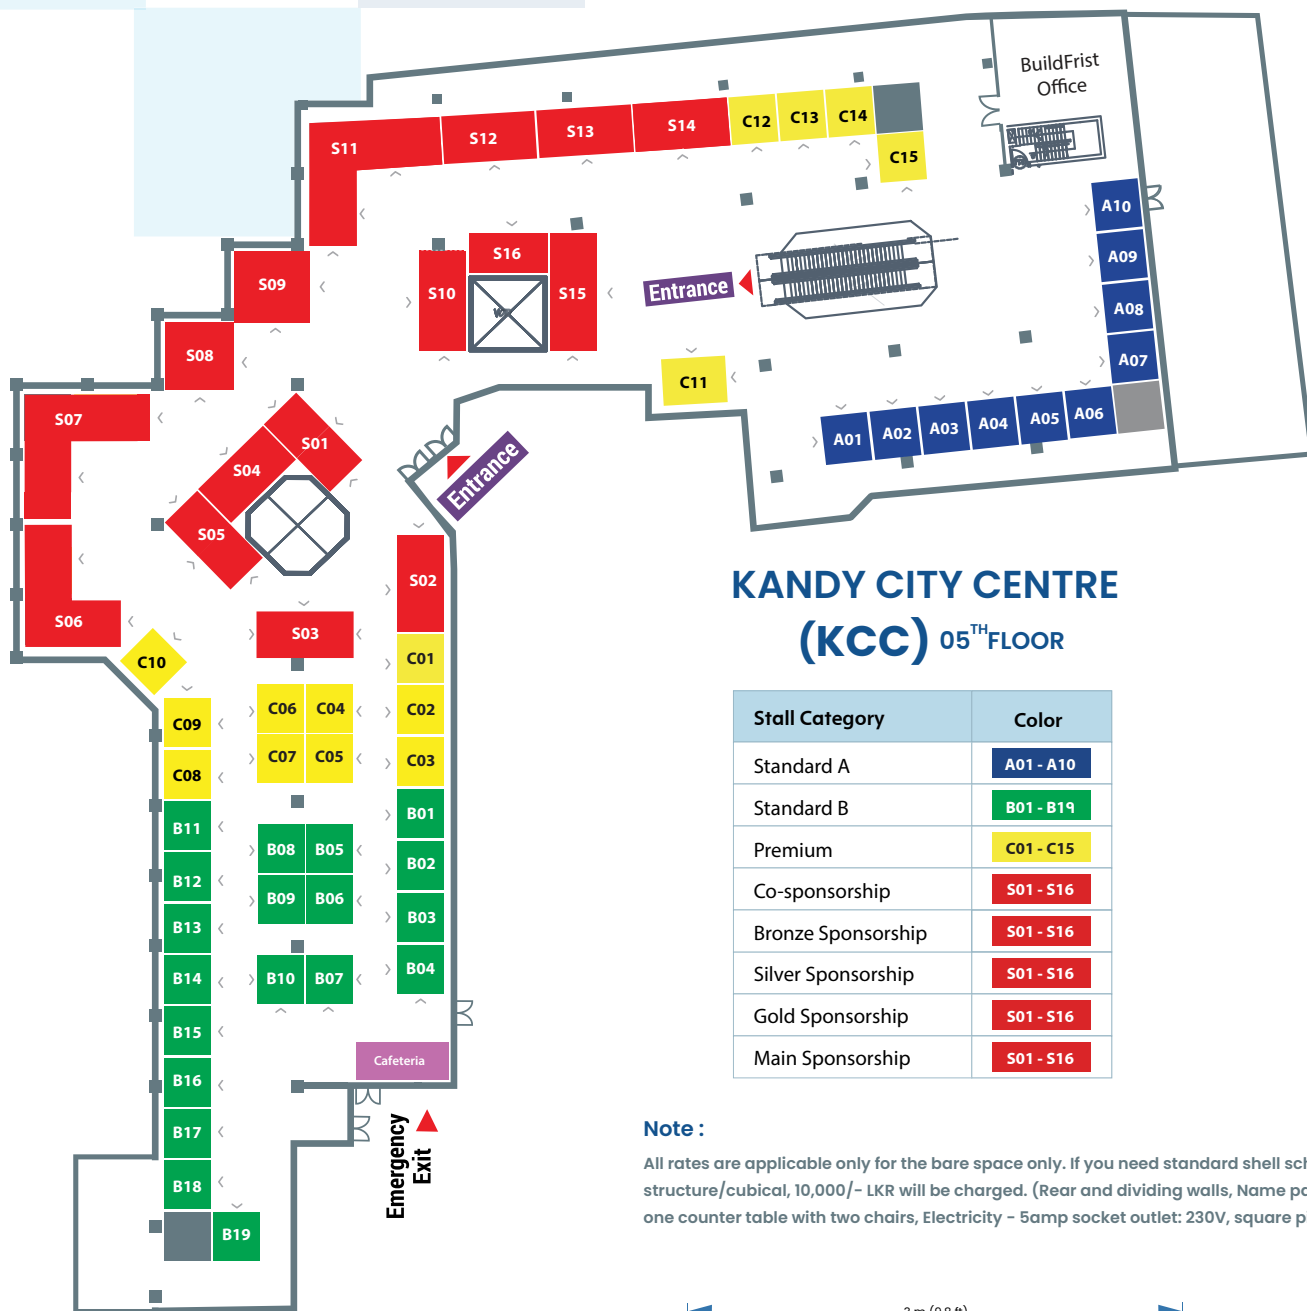 BuildFrist
Office
S11
S12
S13
S14
C12
C13
C14
C15
A10
A09
A08
A07
S16
S10
S15
S09
Entrance
S08
C11
S07
S01
S04
S05
Entrance
A01
A02
A03
A04
A05
A06
S02
S06
S03
C10
C01
C09
C06
C04
C02
C08
C07
C05
C03
B11
B08
B05
B01
B12
B09
B06
B02
B13
B03
B14
B10
B07
B04
B15
Cafeteria
B16
B17
B18
B19
Emergency
Exit
KANDY CITY CENTRE
(KCC) 05TH FLOOR
Stall Category Color
Standard A A01 - A10
Standard B B01 - B19
Premium C01 - C15
Co-sponsorship S01 - S16
Bronze Sponsorship S01 - S16
Silver Sponsorship S01 - S16
Gold Sponsorship S01 - S16
Main Sponsorship S01 - S16
Note :
All rates are applicable only for the bare space only. If you need standard shell sch
structure/cubical, 10,000/- LKR will be charged. (Rear and dividing walls, Name
one counter table with two chairs, Electricity - 5amp socket outlet: 230V, square